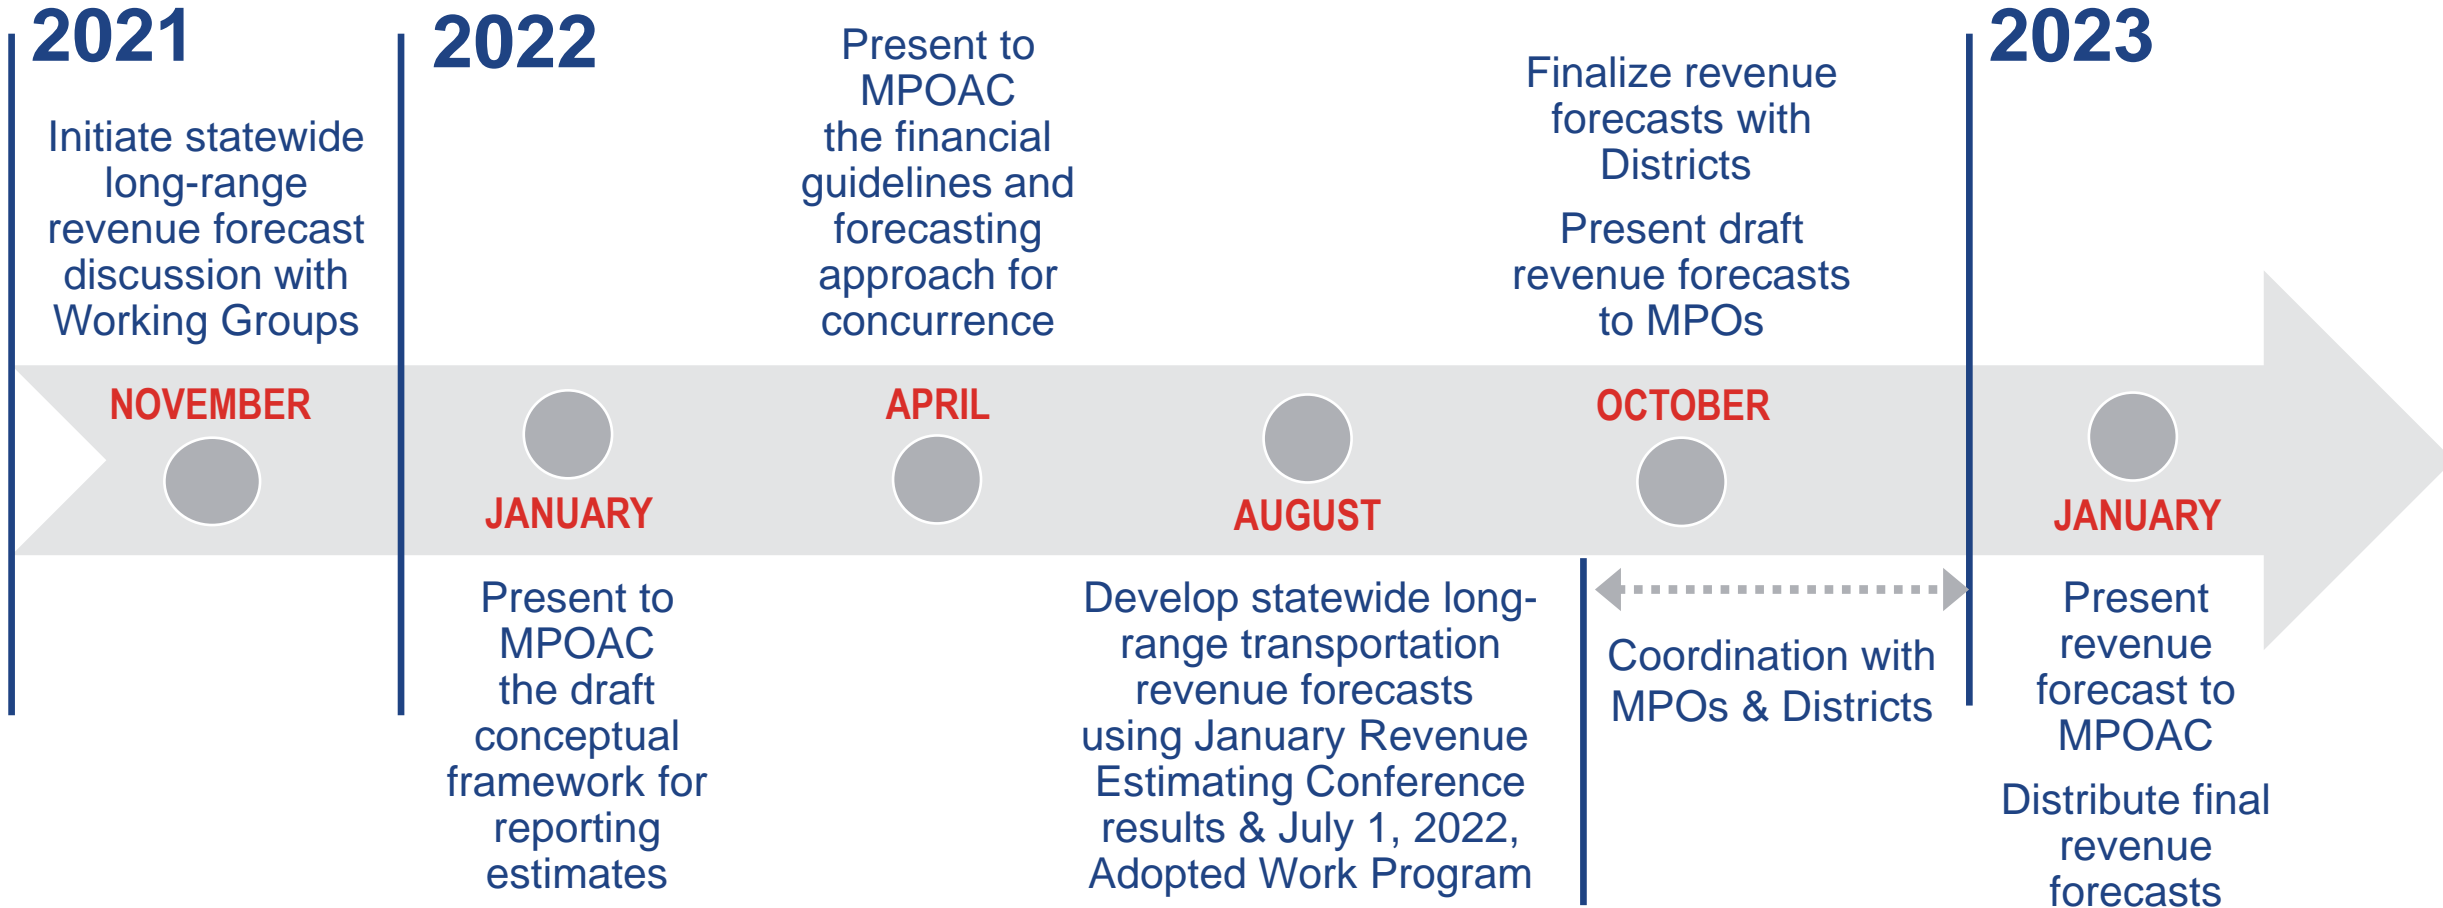 2021
Initiate statewide
long-range
revenue forecast
discussion with
Working Groups
NOVEMBER
2022
JANUARY
Present to
MPOAC
the draft
conceptual
framework for
reporting
estimates
Present to
MPOAC
the financial
guidelines and
forecasting
approach for
concurrence
APRIL
AUGUST
Develop statewide long-
range transportation
revenue forecasts
using January Revenue
Estimating Conference
results & July 1, 2022,
Adopted Work Program
Finalize revenue
forecasts with
Districts
Present draft
revenue forecasts
to MPOs
OCTOBER
Coordination with
MPOs & Districts
2023
JANUARY
Present
revenue
forecast to
MPOAC
Distribute final
revenue
forecasts